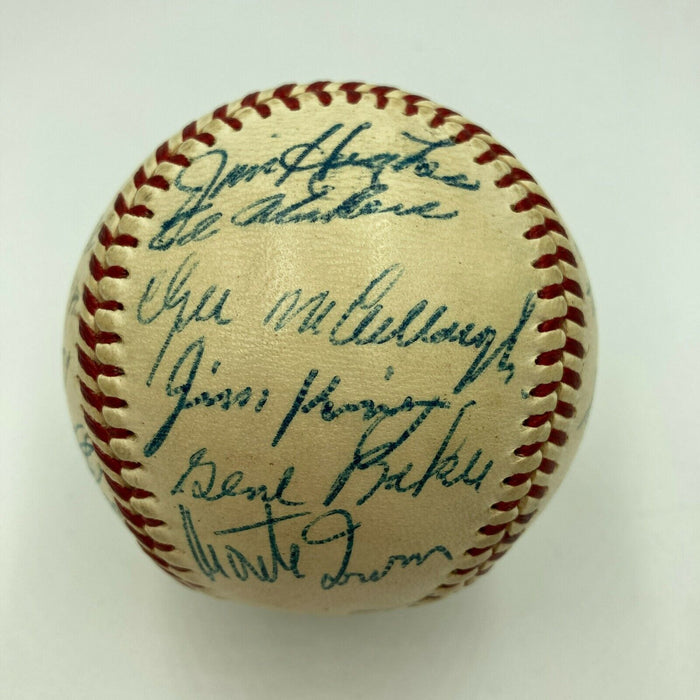 Jim Hughes
Clyde McCullough
Jim King
Gene Baker
Monte Irvin